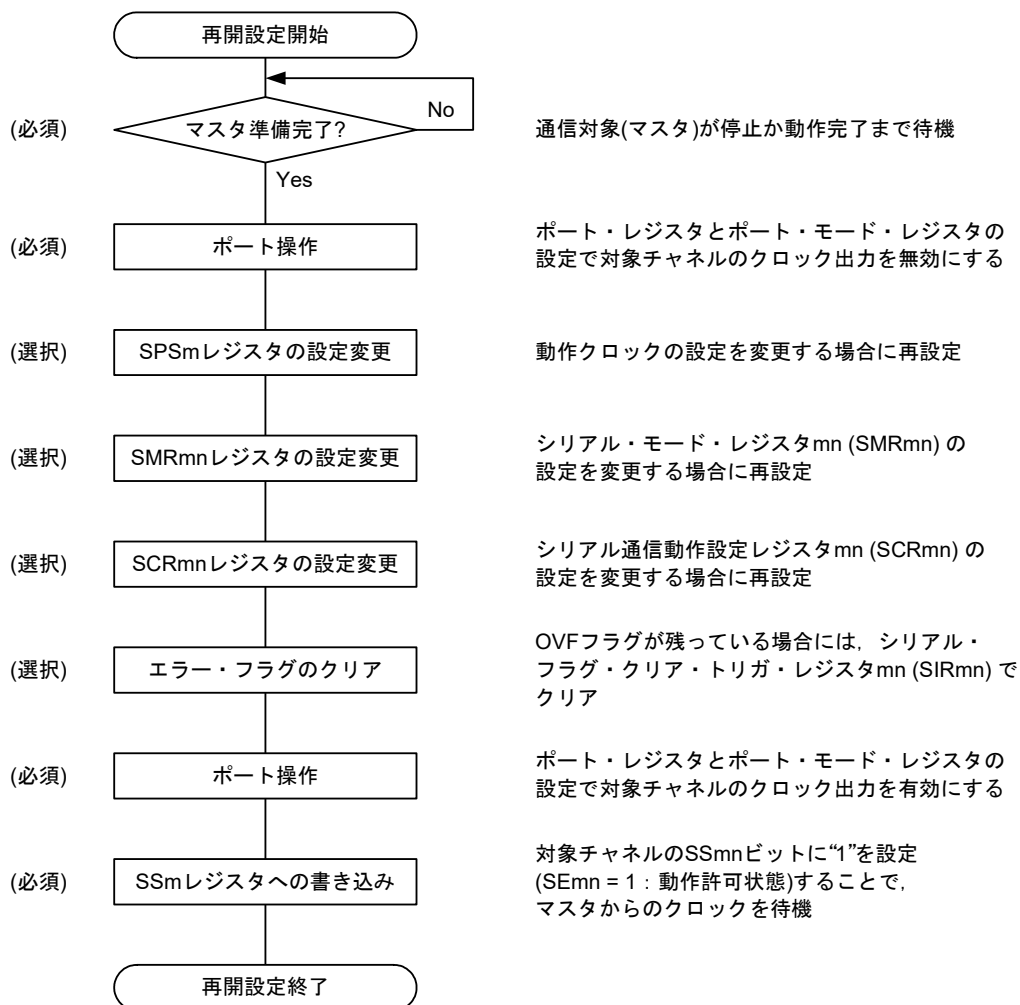 再開設定開始
No
(必須)
マスタ準備完了?
通信対象(マスタ)が停止か動作完了まで待機
Yes
(必須)
ポート操作
ポート・レジスタとポート・モード・レジスタの
設定で対象チャネルのクロック出力を無効にする
(選択)
SPSmレジスタの設定変更
動作クロックの設定を変更する場合に再設定
(選択)
SMRmnレジスタの設定変更
シリアル・モード・レジスタmn (SMRmn) の
設定を変更する場合に再設定
(選択)
SCRmnレジスタの設定変更
シリアル通信動作設定レジスタmn (SCRmn) の
設定を変更する場合に再設定
(選択)
エラー・フラグのクリア
OVFフラグが残っている場合には，シリアル・
フラグ・クリア・トリガ・レジスタmn (SIRmn) で
クリア
(必須)
ポート操作
ポート・レジスタとポート・モード・レジスタの
設定で対象チャネルのクロック出力を有効にする
(必須)
SSmレジスタへの書き込み
対象チャネルのSSmnビットに“1”を設定
(SEmn = 1：動作許可状態)することで，
マスタからのクロックを待機
再開設定終了